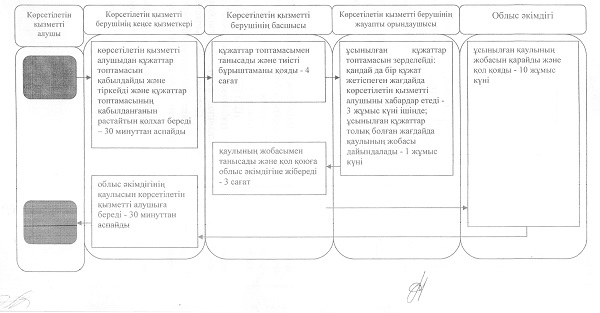 Көрсетілетін
қызметті
алушы
Көрсетілетін қызметті
берушінің кеңсе қызметкері
Көрсетілетін қызметті
берушінің басшысы
Көрсетілетін қызметті берушінің
жауапты орындаушысы
Облыс әкімдігі
көрсетілетін қызметті
алушыдан құжаттар
топтамасын
қабылдайды және
тіркейді және құжаттар
топтамасының
қабылданғанын
растайтын қолхат береді
– 30 минуттан аспайды
құжаттар топтамасымен
танысады және тиісті
бұрыштаманы қояды - 4
сағат
ұсынылған құжаттар
топтамасын зерделейді;
қандай да бір құжат
жетіспеген жағдайда
көрсетілетін қызметті
алушыны хабардар етеді -
3 жұмыс күні ішінде;
ұсынылған құжаттар
толық болған жағдайда
қаулының жобасы
дайындалады - 1 жұмыс
күні
ұсынылған қаулының
жобасын қарайды және
қол қояды - 10 жұмыс
күні
қаулының жобасымен
танысады және қол қоюға
облыс әкімдігіне жібереді
- 3 сағат
облыс әкімдігінің
қаулысын көрсетілетін
қызметті алушыға
береді - 30 минуттан
аспайды